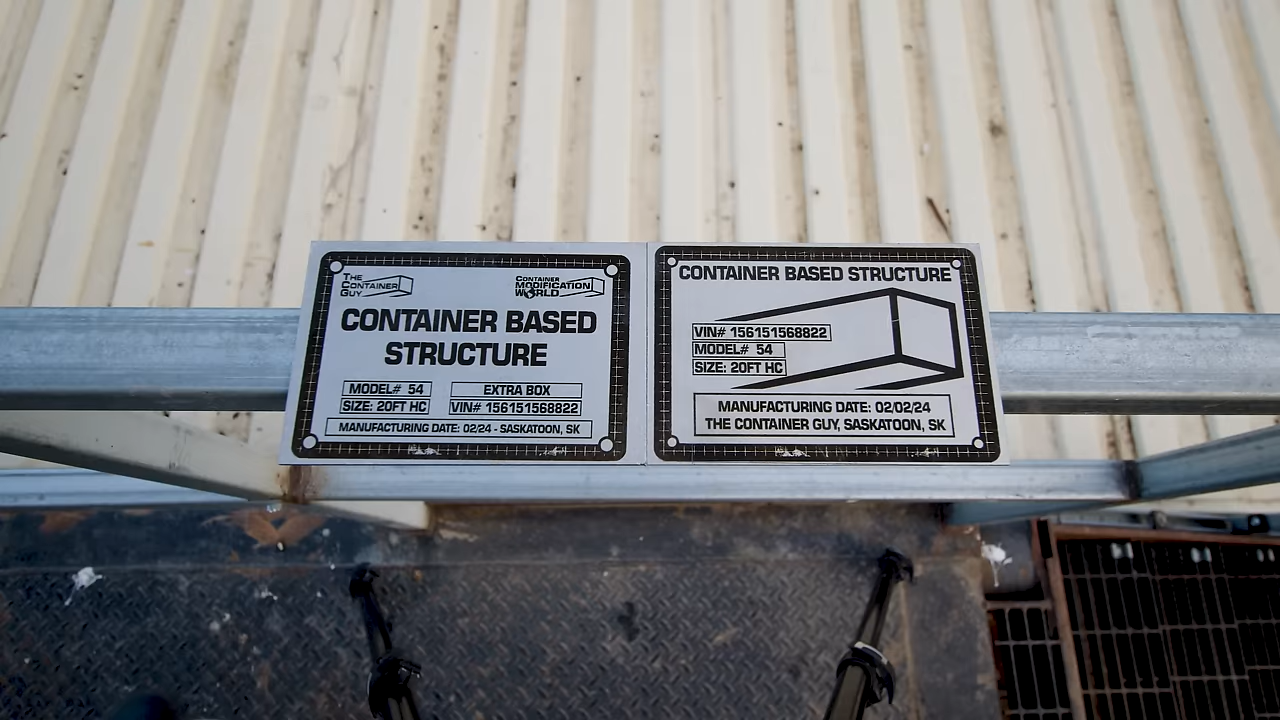 THE
CONTAINER
GUY
CONTAINER
MODIFICATION
WORLD
CONTAINER BASED
STRUCTURE
MODEL# 54
EXTRA BOX
SIZE: 20FT HC
VIN# 156151568822
MANUFACTURING DATE: 02/24 - SASKATOON, SK
CONTAINER BASED STRUCTURE
VIN# 156151568822
MODEL# 54
SIZE: 20FT HC
MANUFACTURING DATE: 02/02/24
THE CONTAINER GUY, SASKATOON, SK